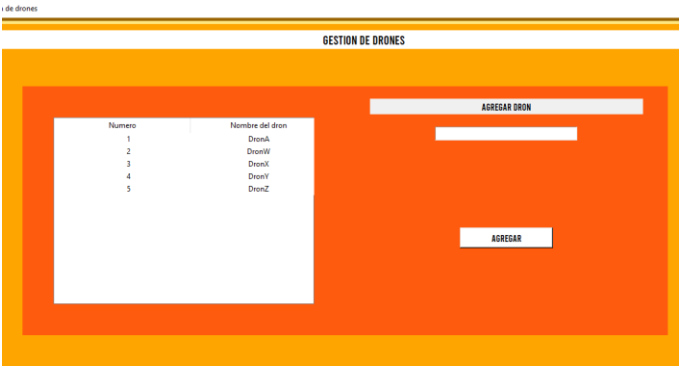 de drones
GESTION DE DRONES
Numero Nombre del dron
1 DronA
2 DronW
3 DronX
4 DronY
5 DronZ
AGREGAR DRON
AGREGAR